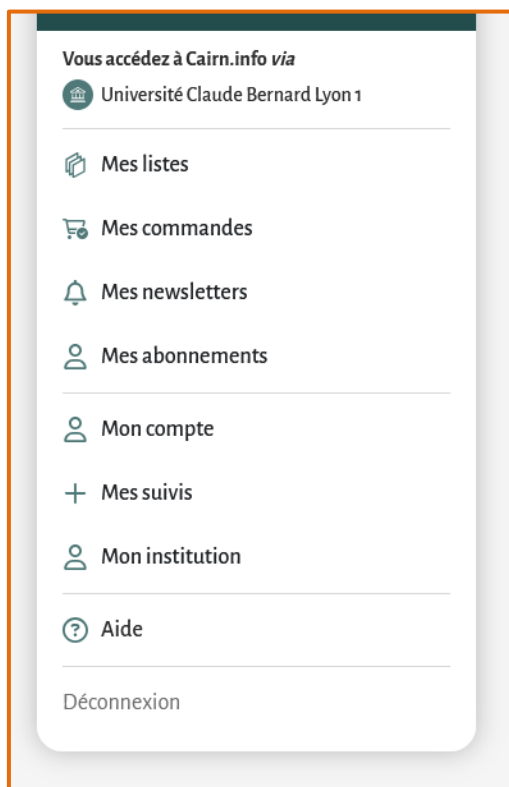 Vous accédez à Cairn.info via
Université Claude Bernard Lyon 1
Mes listes
Mes commandes
Mes newsletters
Mes abonnements
Mon compte
Mes suivis
Mon institution
Aide
Déconnexion